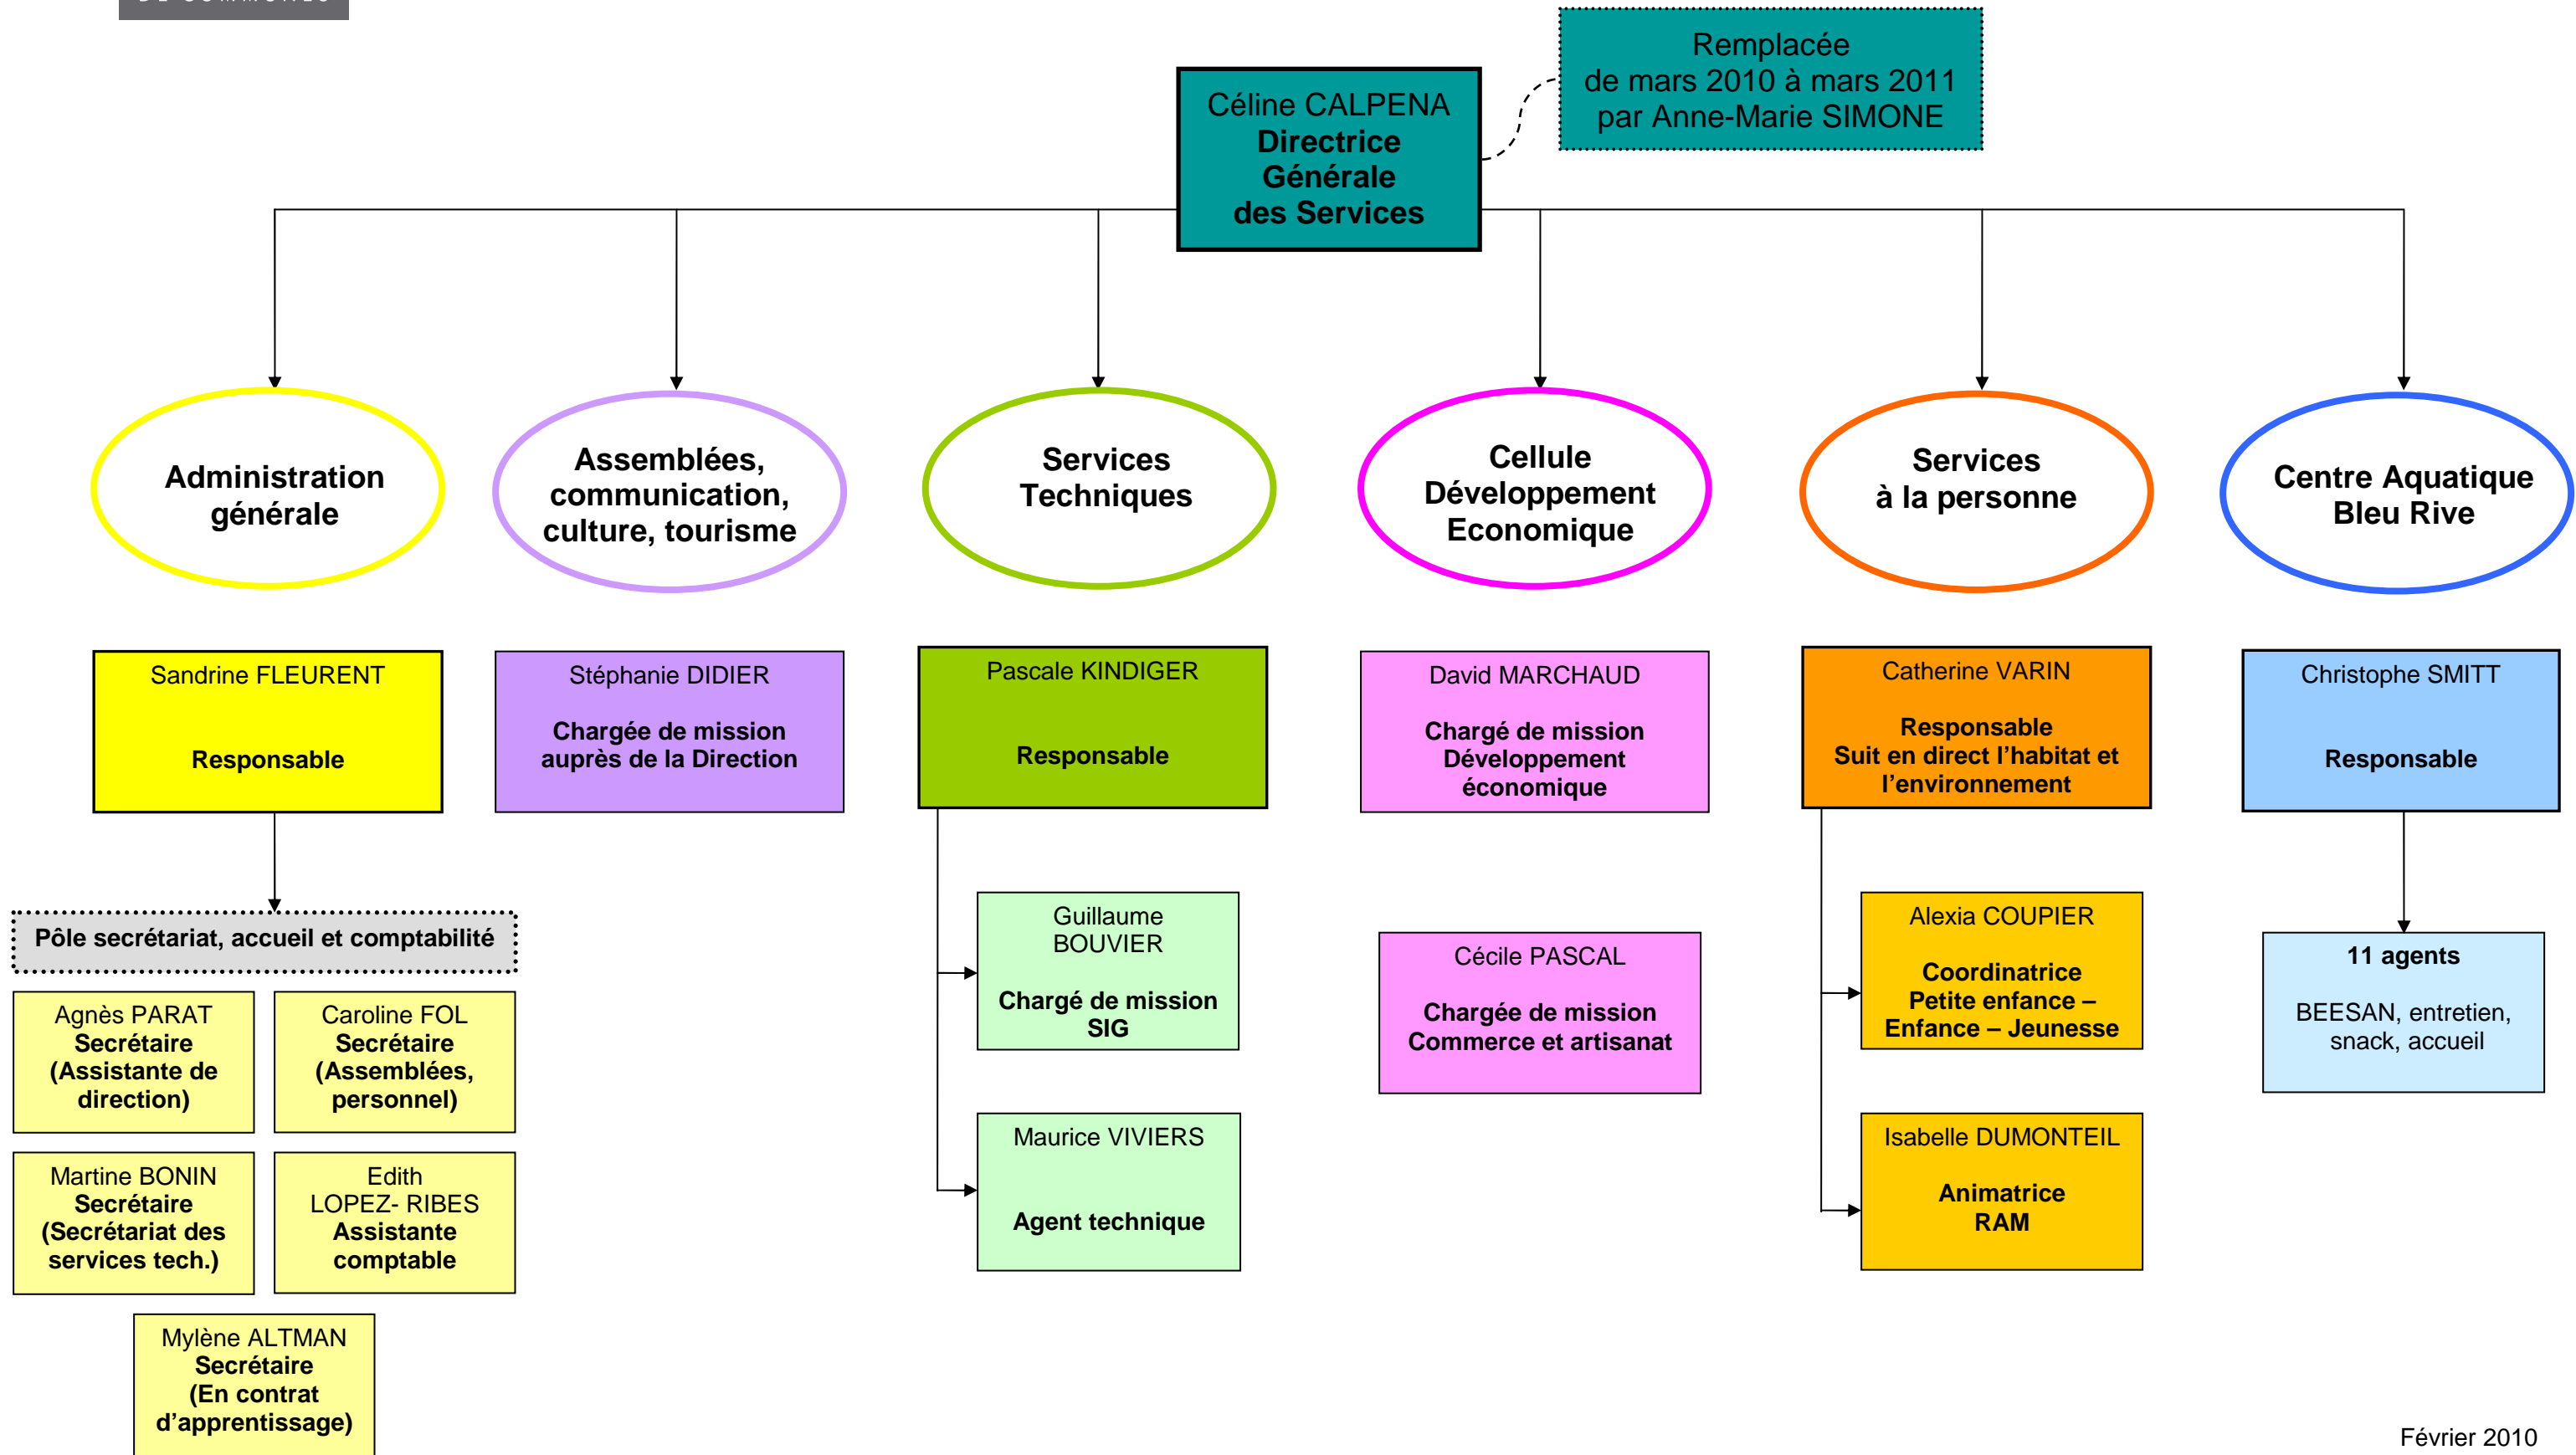 DE COMMUNES
Remplacée
de mars 2010 à mars 2011
par Anne-Marie SIMONE
Céline CALPENA
Directrice
Générale
des Services
Administration
générale
Assemblées,
communication,
culture, tourisme
Services
Techniques
Cellule
Développement
Economique
Services
à la personne
Centre Aquatique
Bleu Rive
Sandrine FLEURENT
Responsable
Stéphanie DIDIER
Chargée de mission
auprès de la Direction
Pascale KINDIGER
Responsable
David MARCHAUD
Chargé de mission
Développement
économique
Catherine VARIN
Responsable
Suit en direct l’habitat et
l’environnement
Christophe SMITT
Responsable
Pôle secrétariat, accueil et comptabilité
Agnès PARAT
Secrétaire
(Assistante de
direction)
Caroline FOL
Secrétaire
(Assemblées,
personnel)
Martine BONIN
Secrétaire
(Secrétariat des
services tech.)
Edith
LOPEZ- RIBES
Assistante
comptable
Mylène ALTMAN
Secrétaire
(En contrat
d’apprentissage)
Guillaume
BOUVIER
Chargé de mission
SIG
Maurice VIVIERS
Agent technique
Cécile PASCAL
Chargée de mission
Commerce et artisanat
Alexia COUPIER
Coordinatrice
Petite enfance –
Enfance – Jeunesse
Isabelle DUMONTEIL
Animatrice
RAM
11 agents
BEESAN, entretien,
snack, accueil
Février 2010